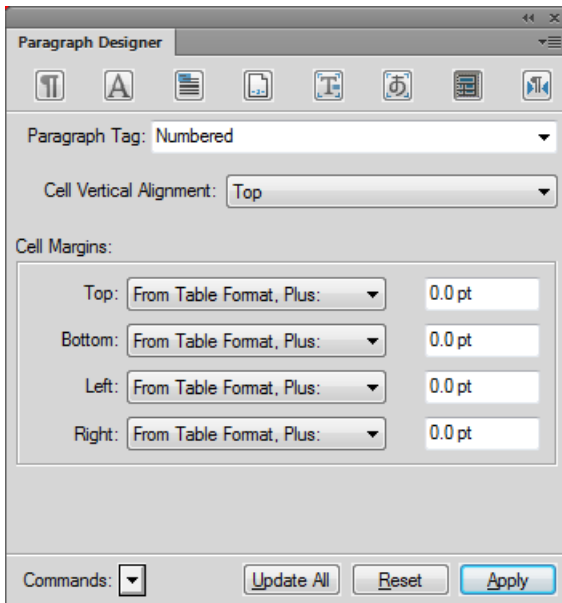 Paragraph Designer
Paragraph Tag: Numbered
Cell Vertical Alignment: Top
Cell Margins:
Top: From Table Format, Plus: 0.0 pt
Bottom: From Table Format, Plus: 0.0 pt
Left: From Table Format, Plus: 0.0 pt
Right: From Table Format, Plus: 0.0 pt
Commands: Update All Reset Apply